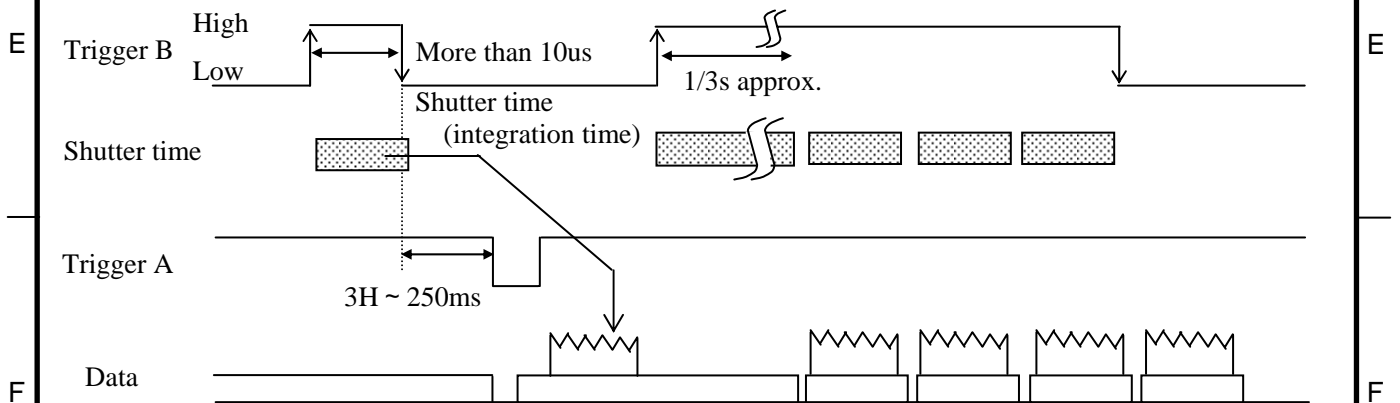 E
E
Trigger B
High
Low
More than 10us
1/3s approx.
Shutter time
(integration time)
Shutter time
Trigger A
3H ~ 250ms
Data
F
F